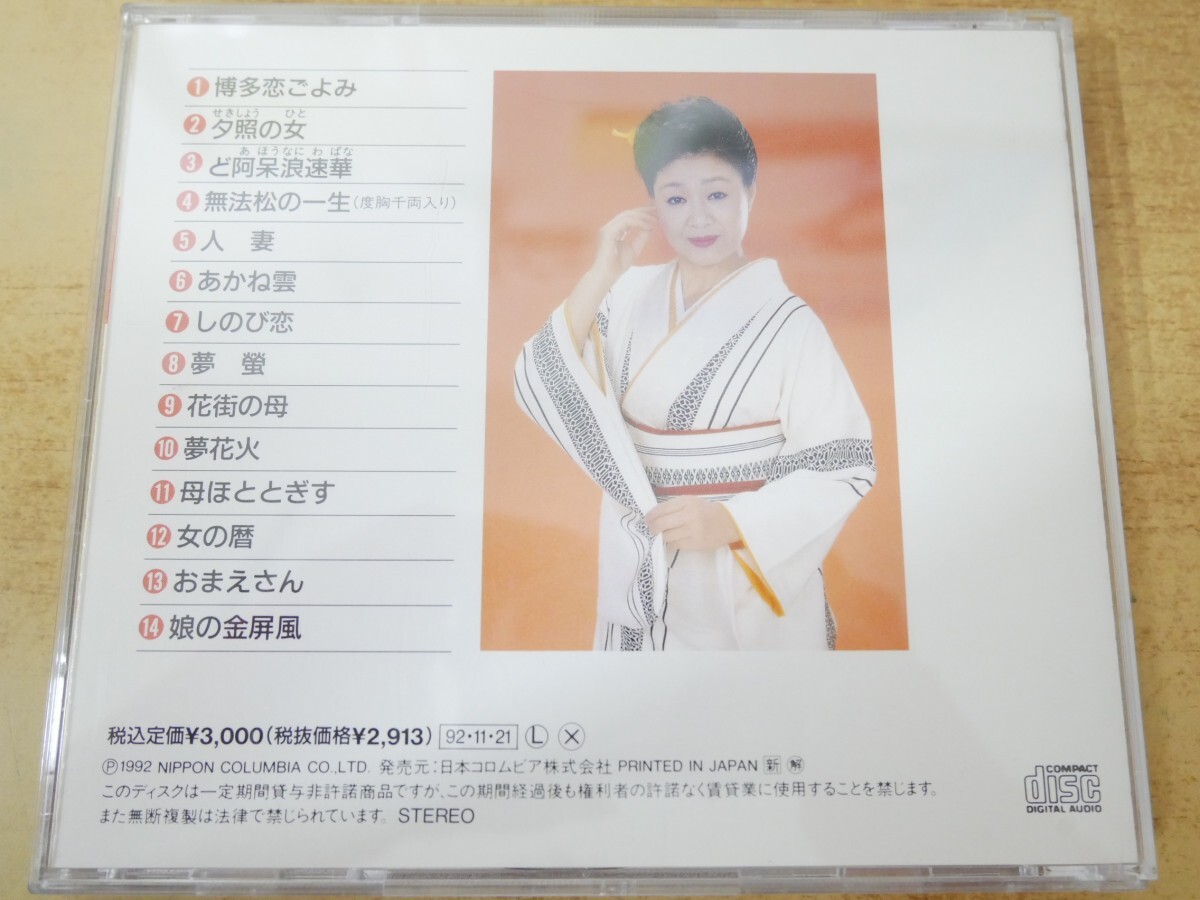 1 博多恋ごよみ
せきしょう ひと
2 夕照の女
あ ほうなに わ ばな
3 ど阿呆浪速華
4 無法松の一生(度胸千両入り)
5 人 妻
6 あかね雲
7 しのび恋
8 夢 螢
9 花街の母
10 夢花火
11 母ほととぎす
12 女の暦
13 おまえさん
14 娘の金屏風
税込定価¥3,000(税抜価格¥2,913) 92・11・21 Ⓛ Ⓧ
Ⓟ1992 NIPPON COLUMBIA CO.,LTD. 発売元:日本コロムビア株式会社 PRINTED IN JAPAN 新 解
このディスクは一定期間貸与非許諾商品ですが、この期間経過後も権利者の許諾なく賃貸業に使用することを禁じます。
また無断複製は法律で禁じられています。 STEREO
COMPACT
disc
DIGITAL AUDIO